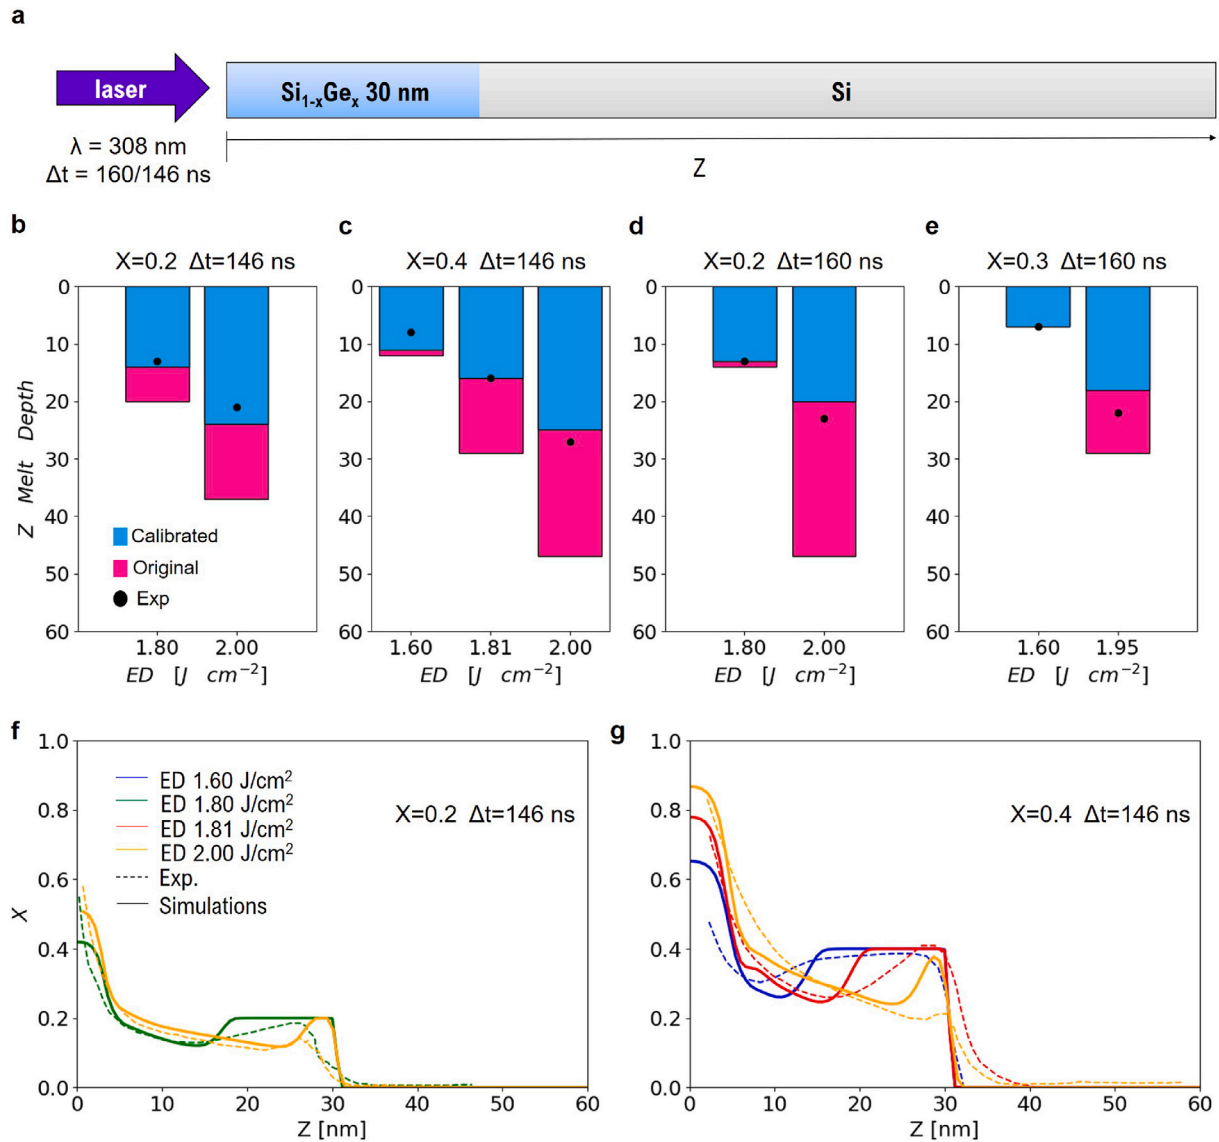 a
laser
Si1-xGex 30 nm
Si
λ = 308 nm
Δt = 160/146 ns
Z
b
c
d
e
X=0.2 Δt=146 ns
X=0.4 Δt=146 ns
X=0.2 Δt=160 ns
X=0.3 Δt=160 ns
Z Melt Depth
0
10
20
30
40
50
60
Calibrated
Original
Exp
1.80 2.00
ED [J cm−2]
0
10
20
30
40
50
60
1.60 1.81 2.00
ED [J cm−2]
0
10
20
30
40
50
60
1.80 2.00
ED [J cm−2]
0
10
20
30
40
50
60
1.60 1.95
ED [J cm−2]
f
X
1.0
0.8
0.6
0.4
0.2
0.0
ED 1.60 J/cm2
ED 1.80 J/cm2
ED 1.81 J/cm2
ED 2.00 J/cm2
Exp.
Simulations
X=0.2 Δt=146 ns
0 10 20 30 40 50 60
Z [nm]
g
1.0
0.8
0.6
0.4
0.2
0.0
X=0.4 Δt=146 ns
0 10 20 30 40 50 60
Z [nm]